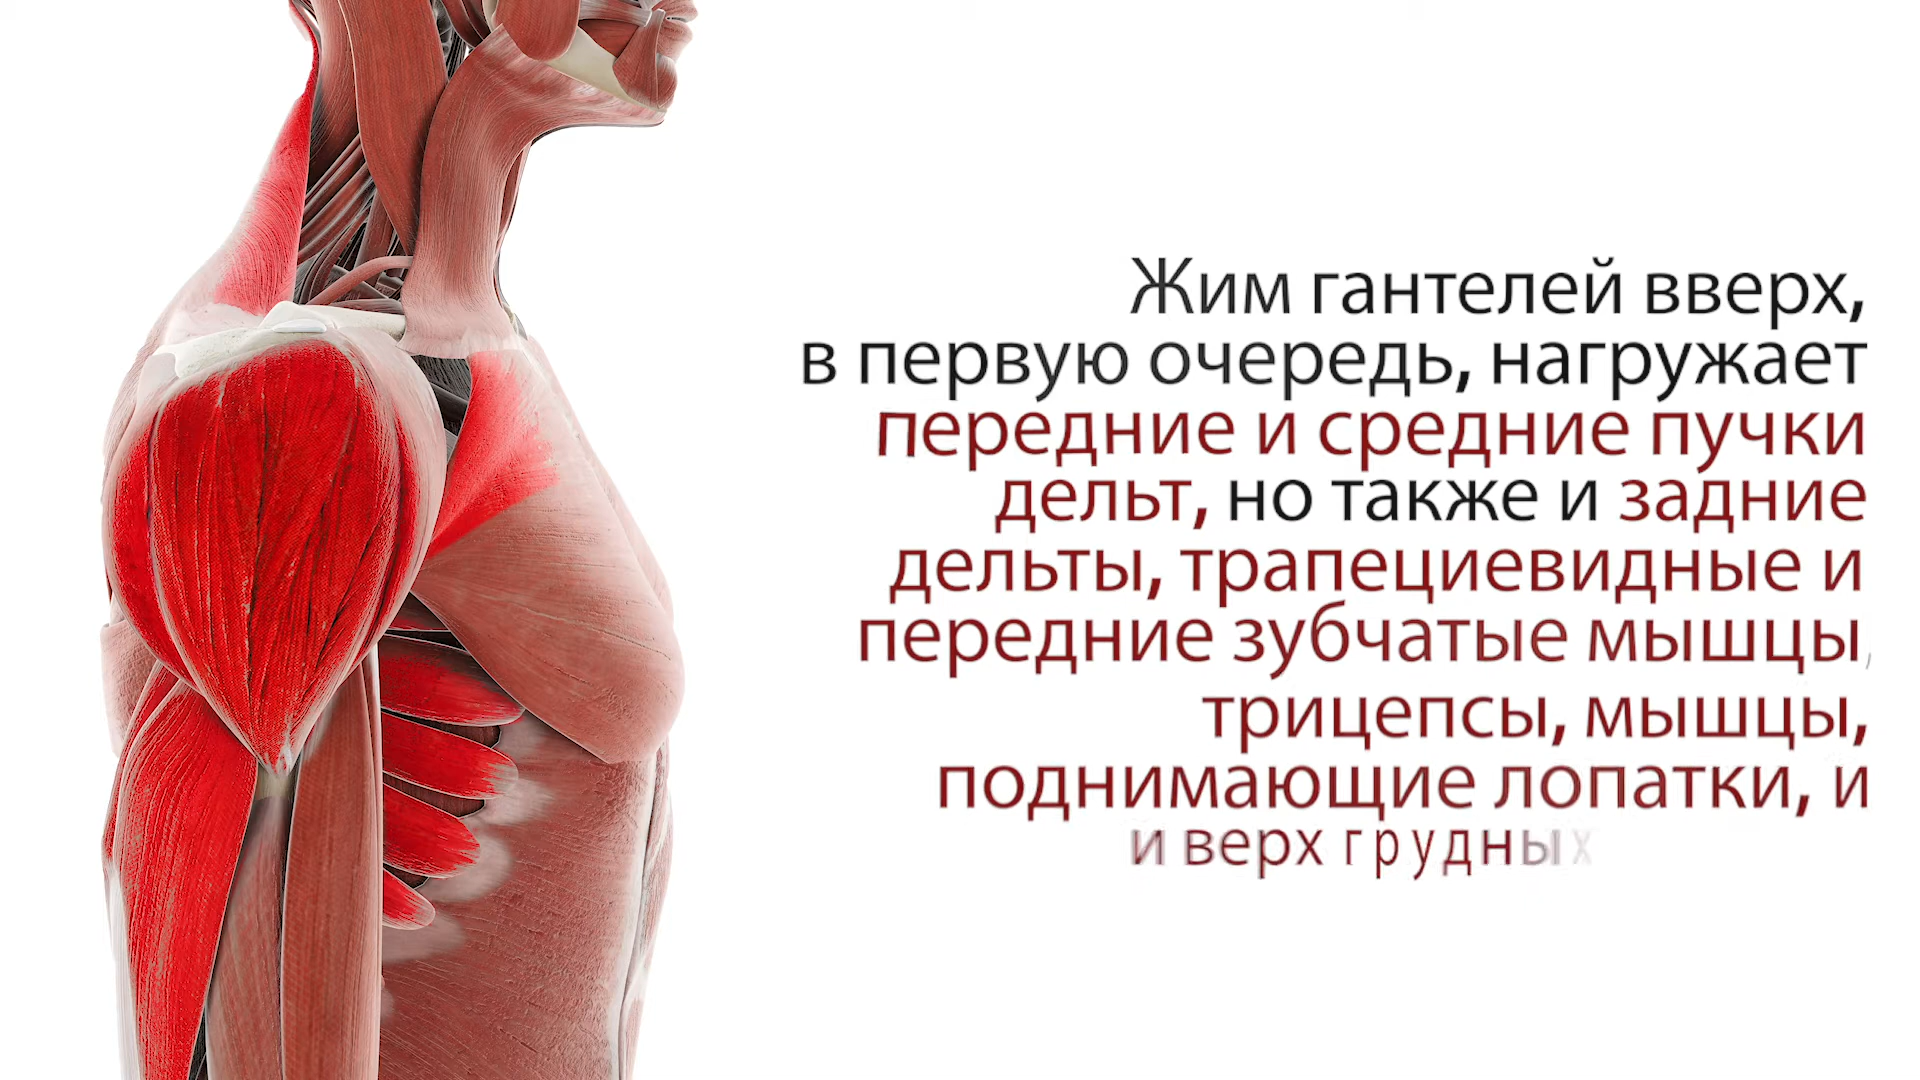 Жим гантелей вверх,
в первую очередь, нагружает
передние и средние пучки
дельт, но также и задние
дельты, трапециевидные и
передние зубчатые мышцы,
трицепсы, мышцы,
поднимающие лопатки, и
и верх грудных